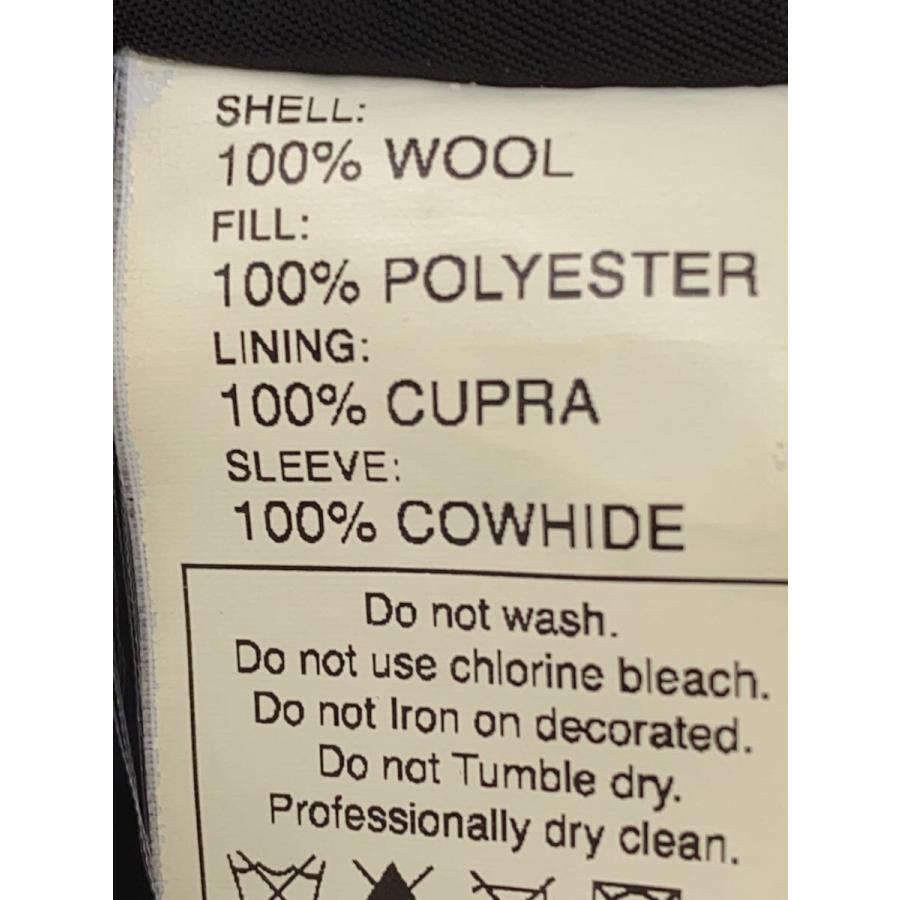 SHELL:
100% WOOL
FILL:
100% POLYESTER
LINING:
100% CUPRA
SLEEVE:
100% COWHIDE
Do not wash.
Do not use chlorine bleach.
Do not Iron on decorated.
Do not Tumble dry.
Professionally dry clean.